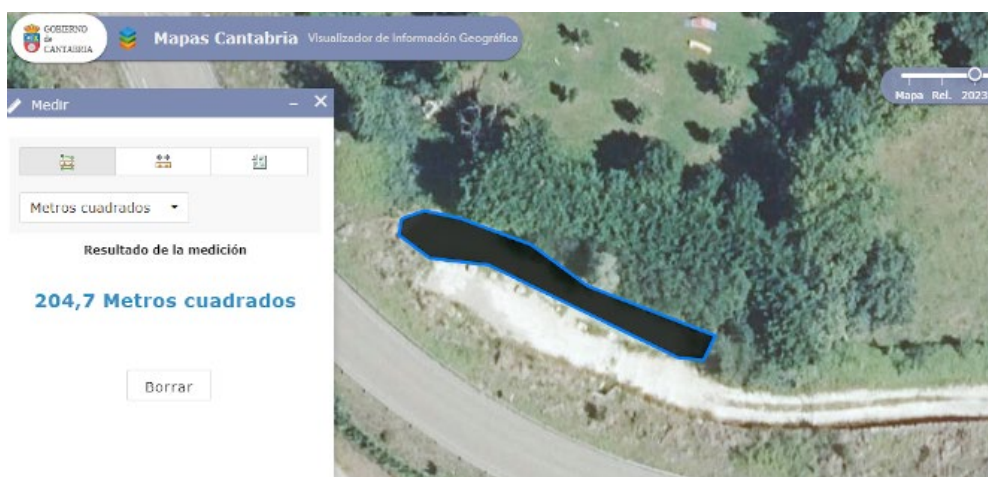 GOBIERNO
de
CANTABRIA
Mapas Cantabria Visualizador de Información Geográfica
Mapa Rel. 2023
Medir
Metros cuadrados
Resultado de la medición
204,7 Metros cuadrados
Borrar